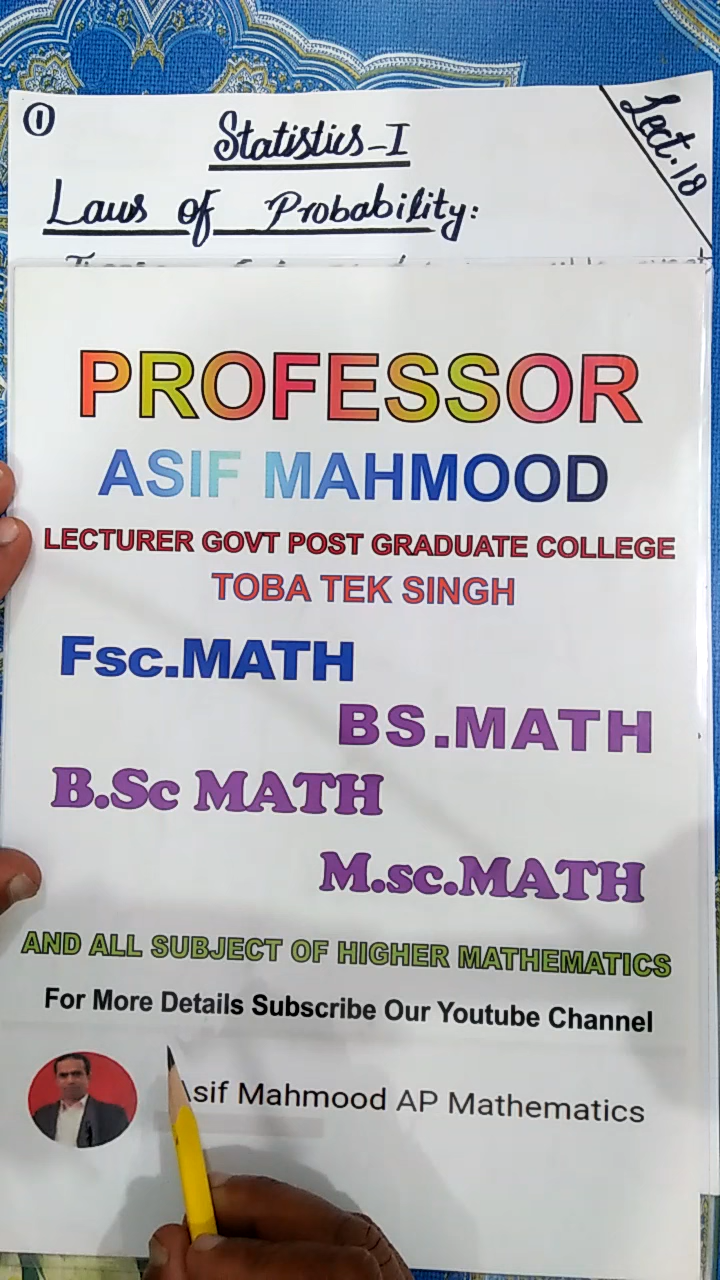 1
Statistics-I
Lect. 18
Laws of Probability:
PROFESSOR
ASIF MAHMOOD
LECTURER GOVT POST GRADUATE COLLEGE
TOBA TEK SINGH
Fsc.MATH
BS.MATH
B.Sc MATH
M.sc.MATH
AND ALL SUBJECT OF HIGHER MATHEMATICS
For More Details Subscribe Our Youtube Channel
Asif Mahmood AP Mathematics